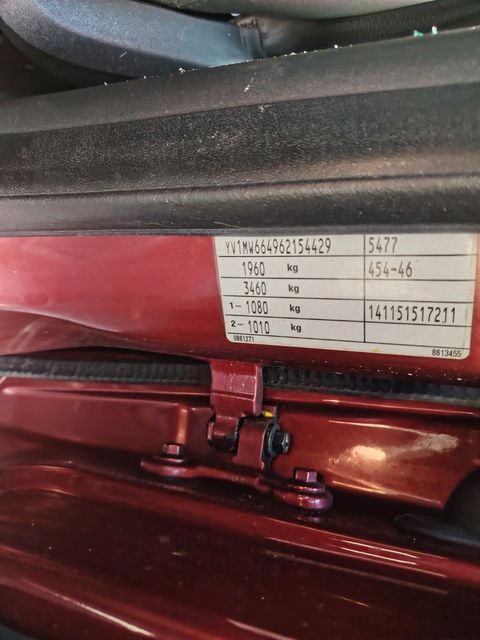 YV1MW664962154429 5477
1960 kg 454-46
3460 kg
1- 1080 kg 141151517211
2- 1010 kg
0881271 8613455